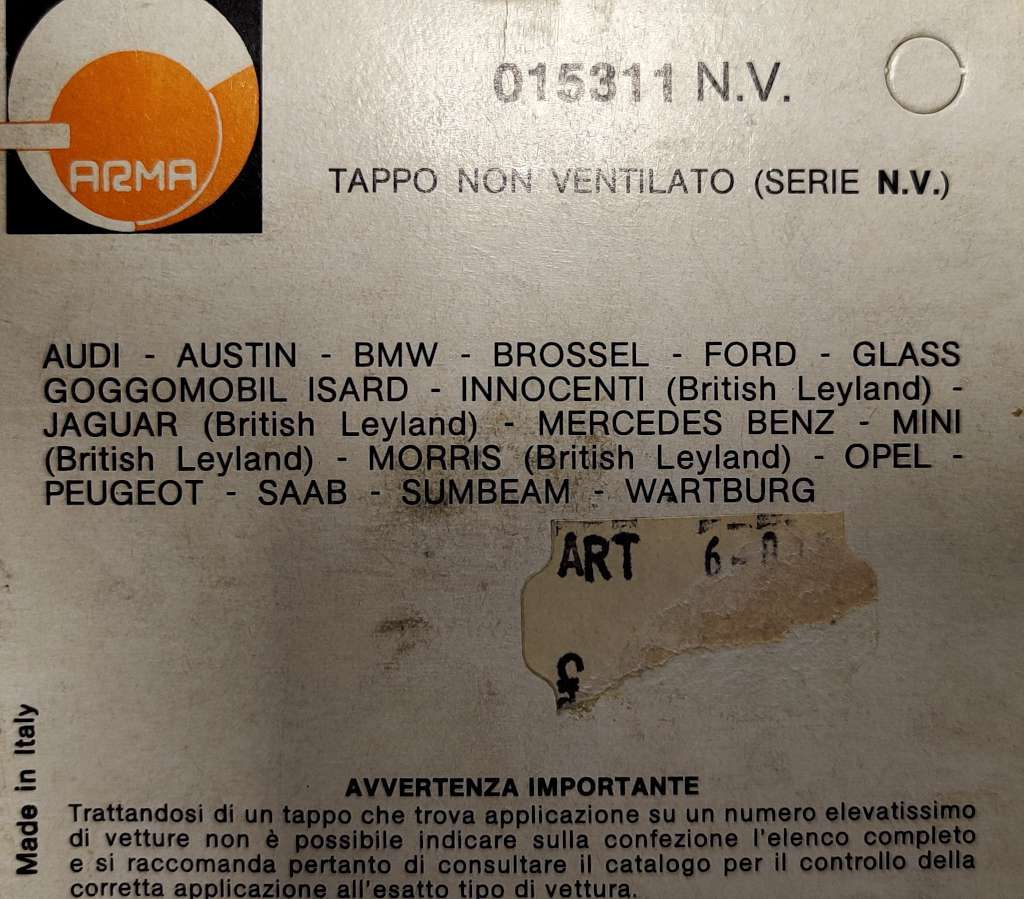 ARMA
015311 N.V.
TAPPO NON VENTILATO (SERIE N.V.)
AUDI - AUSTIN - BMW - BROSSEL - FORD - GLASS
GOGGOMOBIL ISARD - INNOCENTI (British Leyland) -
JAGUAR (British Leyland) - MERCEDES BENZ - MINI
(British Leyland) - MORRIS (British Leyland) - OPEL -
PEUGEOT - SAAB - SUMBEAM - WARTBURG
ART
£
Made in Italy
AVVERTENZA IMPORTANTE
Trattandosi di un tappo che trova applicazione su un numero elevatissimo
di vetture non è possibile indicare sulla confezione l'elenco completo
e si raccomanda pertanto di consultare il catalogo per il controllo della
corretta applicazione all'esatto tipo di vettura.